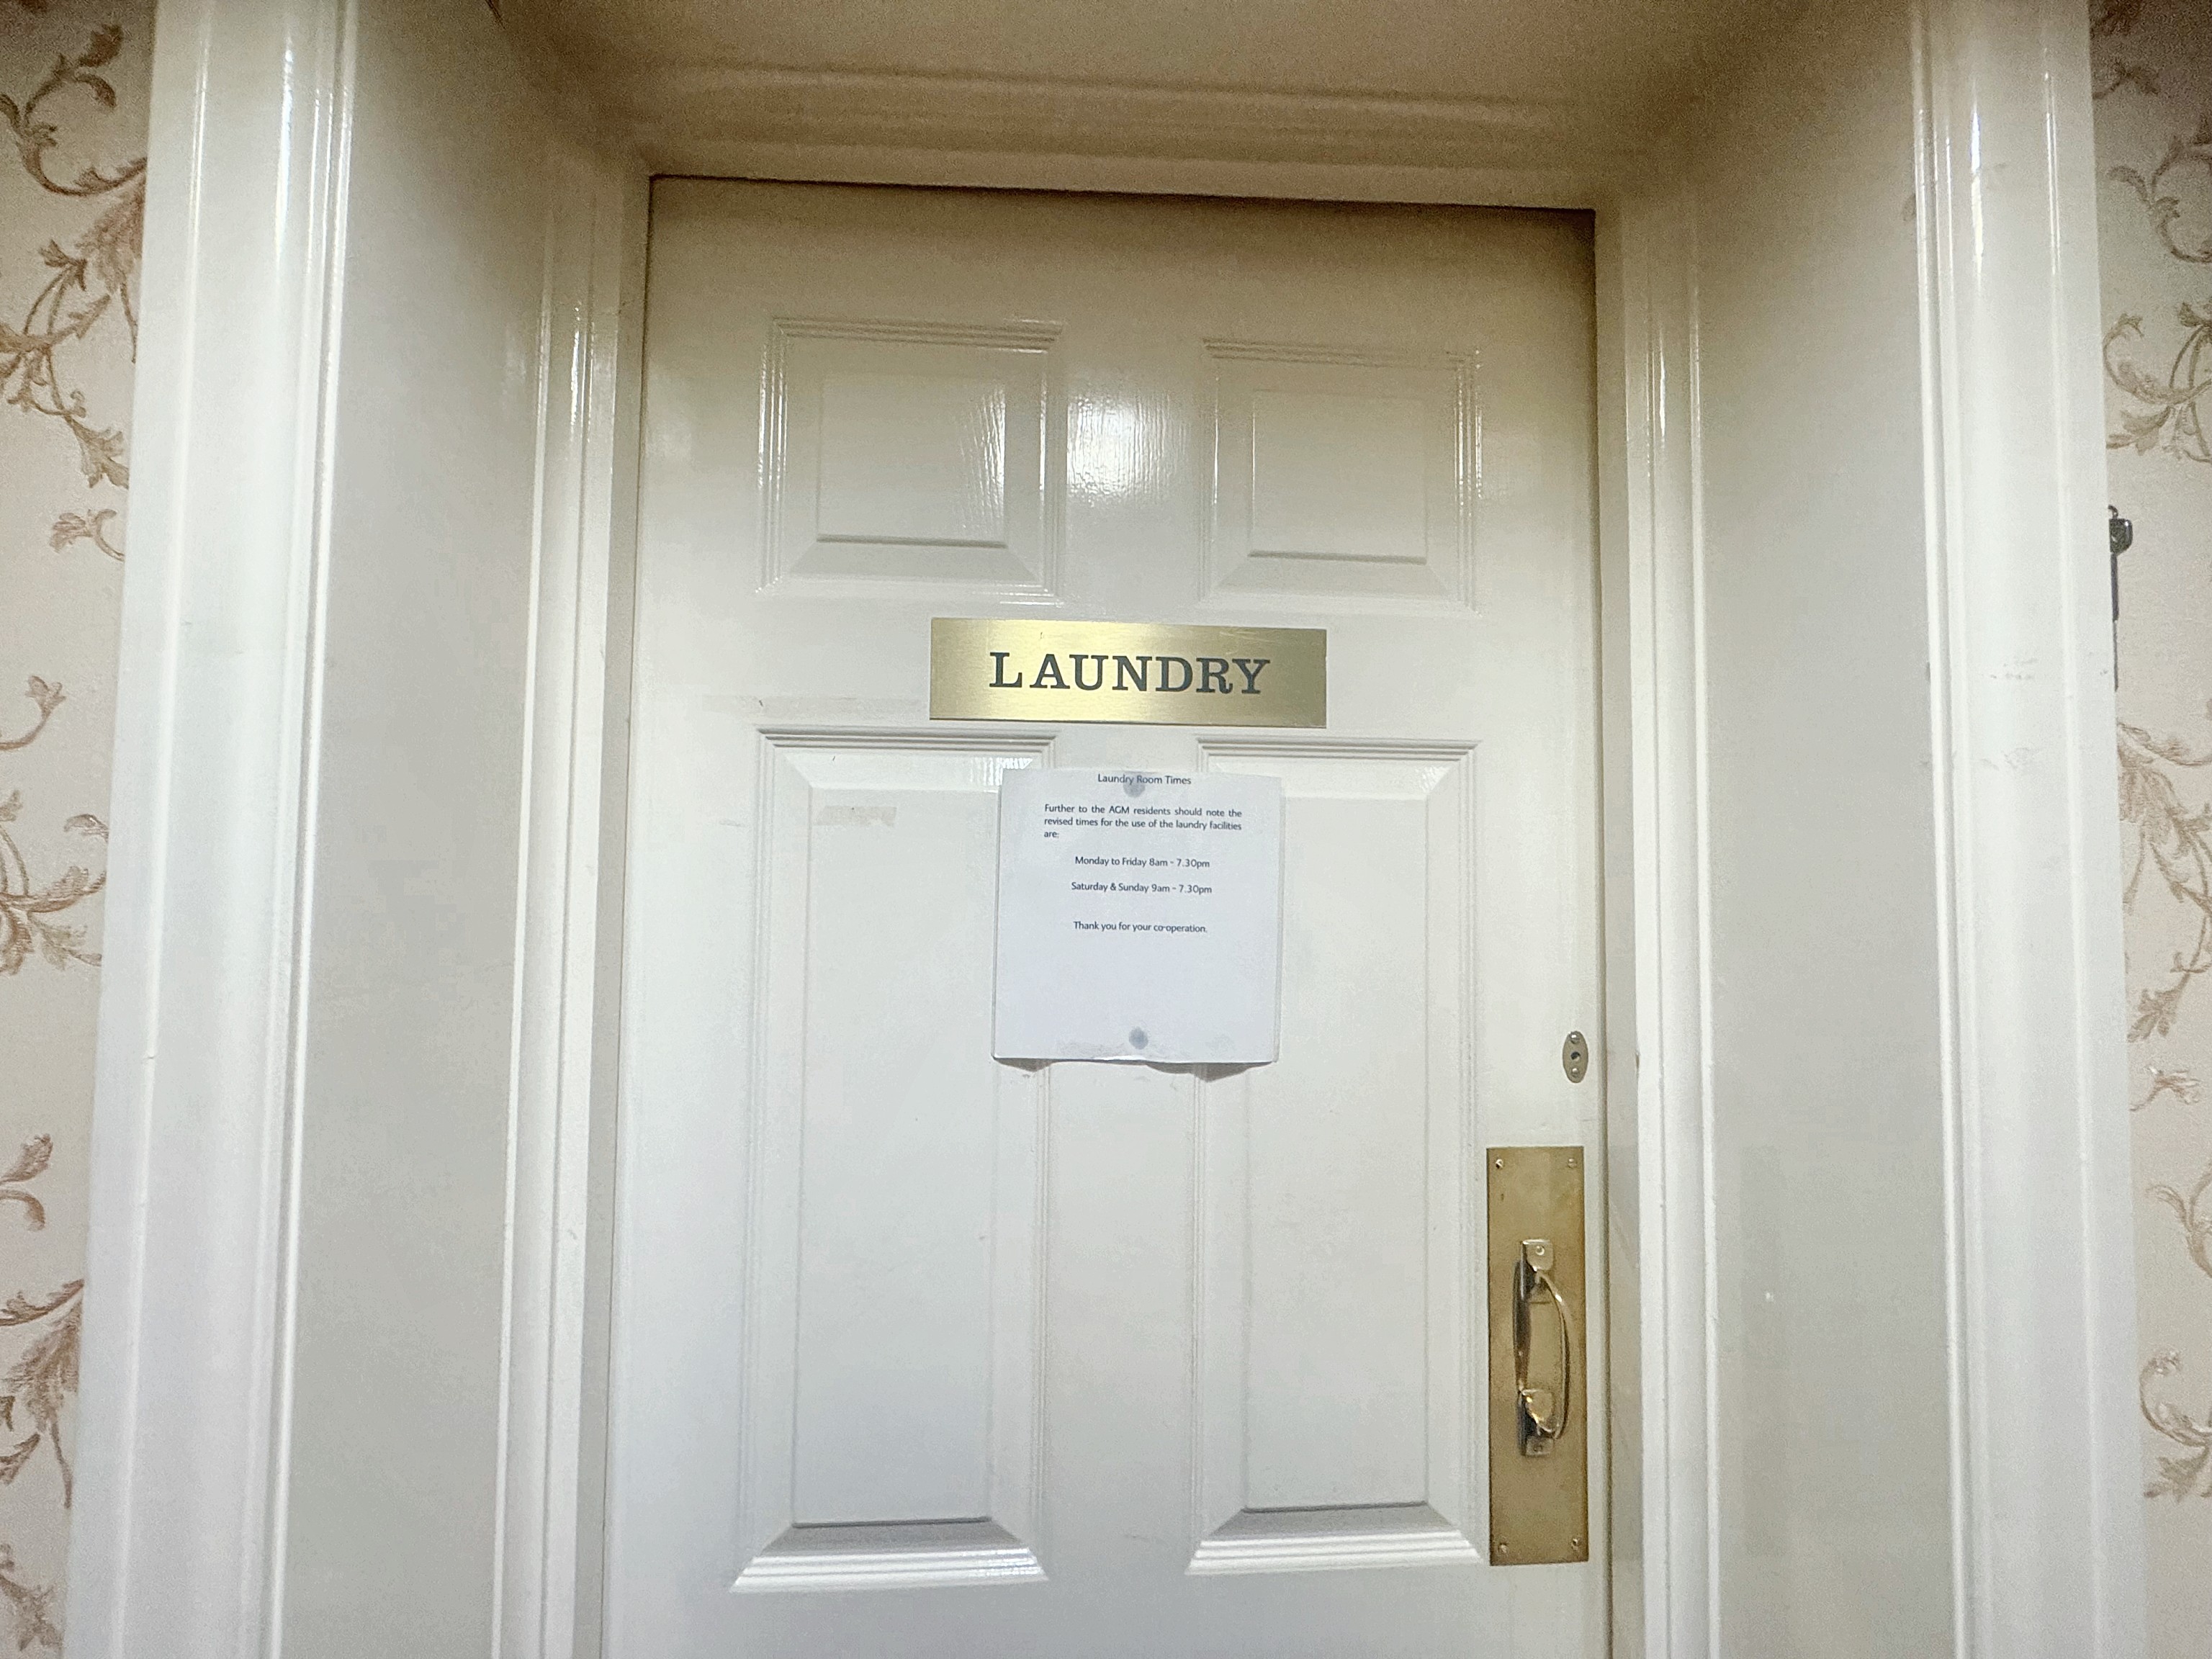 LAUNDRY
Laundry Room Times
Further to the AGM residents should note the
revised times for the use of the laundry facilities
are:
Monday to Friday 8am - 7.30pm
Saturday & Sunday 9am - 7.30pm
Thank you for your co-operation.